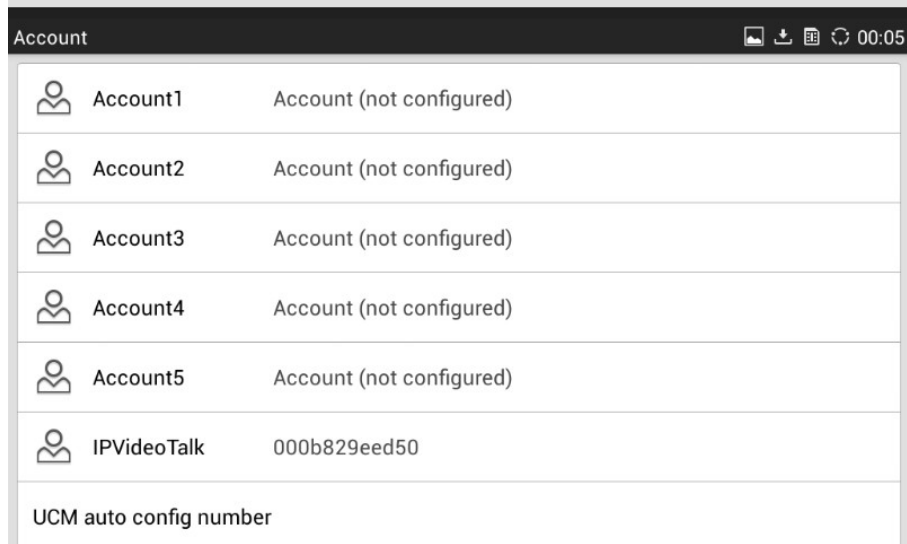 Account 00:05
Account1 Account (not configured)
Account2 Account (not configured)
Account3 Account (not configured)
Account4 Account (not configured)
Account5 Account (not configured)
IPVideoTalk 000b829eed50
UCM auto config number